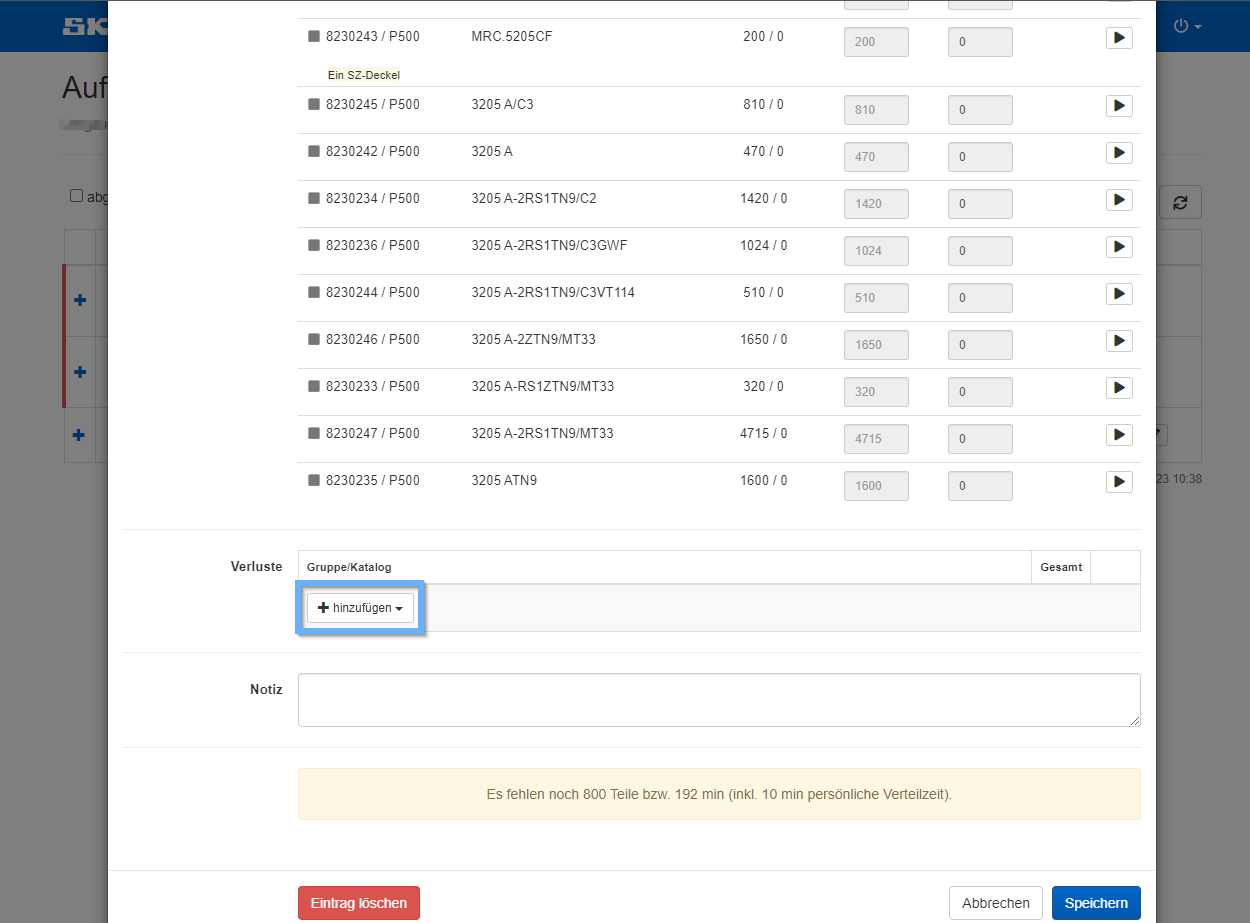 SK
Auf
abg
8230243 / P500 MRC.5205CF 200 / 0 200 0
Ein SZ-Deckel
8230245 / P500 3205 A/C3 810 / 0 810 0
8230242 / P500 3205 A 470 / 0 470 0
8230234 / P500 3205 A-2RS1TN9/C2 1420 / 0 1420 0
8230236 / P500 3205 A-2RS1TN9/C3GWF 1024 / 0 1024 0
8230244 / P500 3205 A-2RS1TN9/C3VT114 510 / 0 510 0
8230246 / P500 3205 A-2ZTN9/MT33 1650 / 0 1650 0
8230233 / P500 3205 A-RS1ZTN9/MT33 320 / 0 320 0
8230247 / P500 3205 A-2RS1TN9/MT33 4715 / 0 4715 0
8230235 / P500 3205 ATN9 1600 / 0 1600 0
23 10:38
Verluste Gruppe/Katalog Gesamt
hinzufügen
Notiz
Es fehlen noch 800 Teile bzw. 192 min (inkl. 10 min persönliche Verteilzeit).
Eintrag löschen Abbrechen Speichern